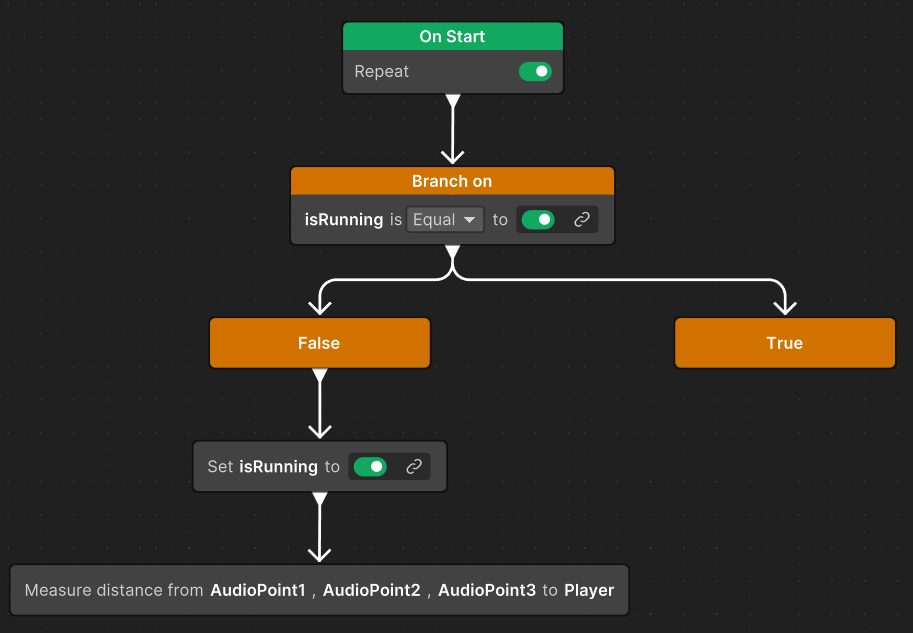 On Start
Repeat
Branch on
isRunning is Equal to
False
True
Set isRunning to
Measure distance from AudioPoint1 , AudioPoint2 , AudioPoint3 to Player